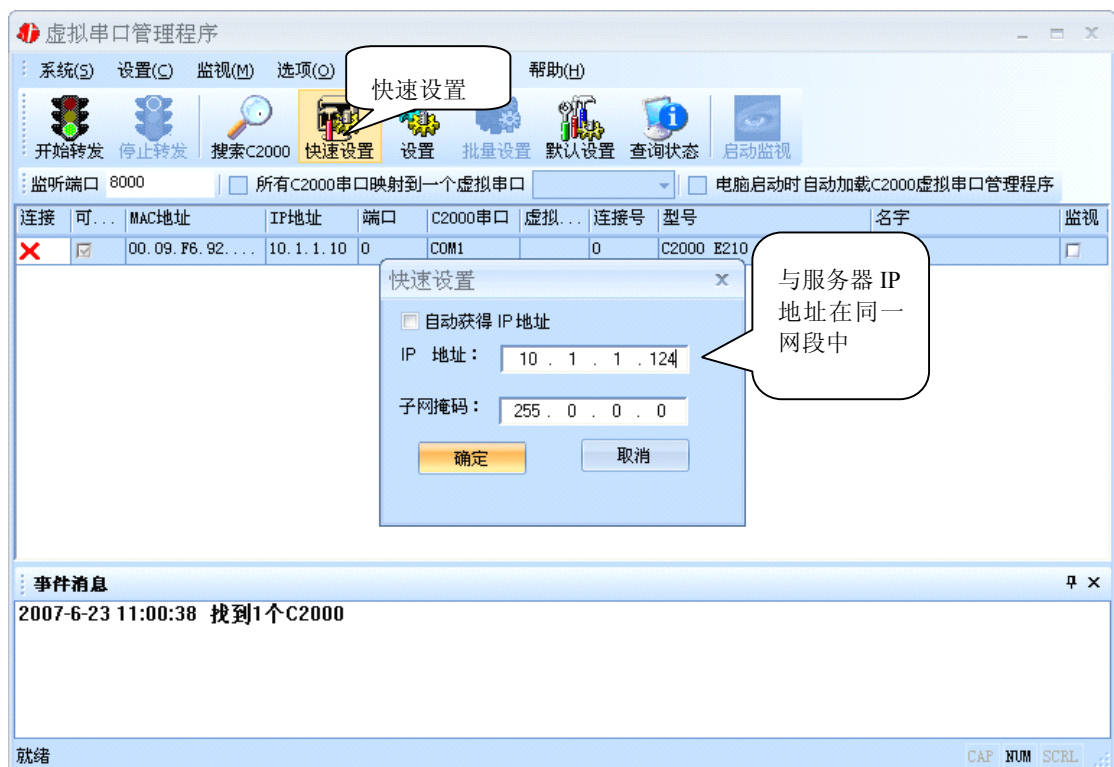 虚拟串口管理程序
系统(S) 设置(C) 监视(M) 选项(O) 帮助(H)
快速设置
开始转发 停止转发 搜索C2000 快速设置 设置 批量设置 默认设置 查询状态 启动监视
监听端口 8000 所有C2000串口映射到一个虚拟串口 电脑启动时自动加载C2000虚拟串口管理程序
连接 可... MAC地址 IP地址 端口 C2000串口 虚拟... 连接号 型号 名字 监视
00.09.F6.92.... 10.1.1.10 0 COM1 0 C2000 E210
快速设置
自动获得 IP 地址
IP 地址： 10 . 1 . 1 . 124
子网掩码： 255 . 0 . 0 . 0
确定 取消
与服务器 IP
地址在同一
网段中
事件消息
2007-6-23 11:00:38 找到1个C2000
就绪 CAP NUM SCRL